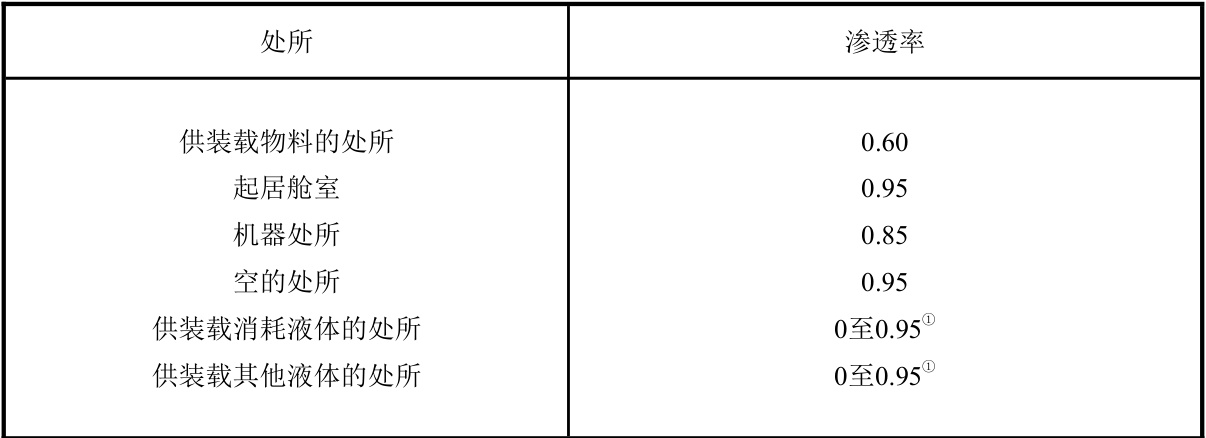 处所 渗透率
供装载物料的处所 0.60
起居舱室 0.95
机器处所 0.85
空的处所 0.95
供装载消耗液体的处所 0至0.95①
供装载其他液体的处所 0至0.95①